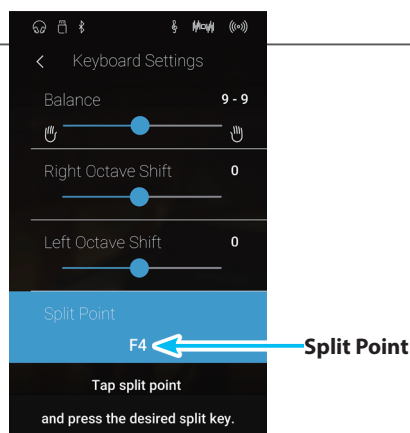 Keyboard Settings
Balance 9 - 9
Right Octave Shift 0
Left Octave Shift 0
Split Point
F4
Split Point
Tap split point
and press the desired split key.